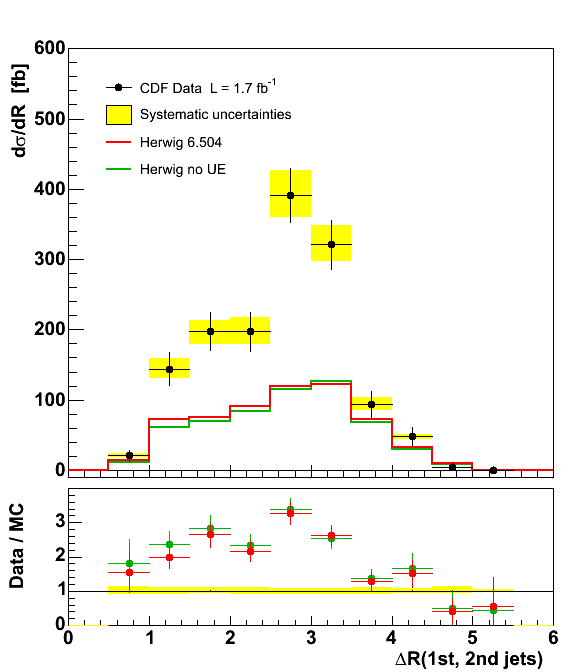 dσ/dR [fb]
600
500
400
300
200
100
0
CDF Data L = 1.7 fb⁻¹
Systematic uncertainties
Herwig 6.504
Herwig no UE
Data / MC
3
2
1
0
0 1 2 3 4 5 6
ΔR(1st, 2nd jets)